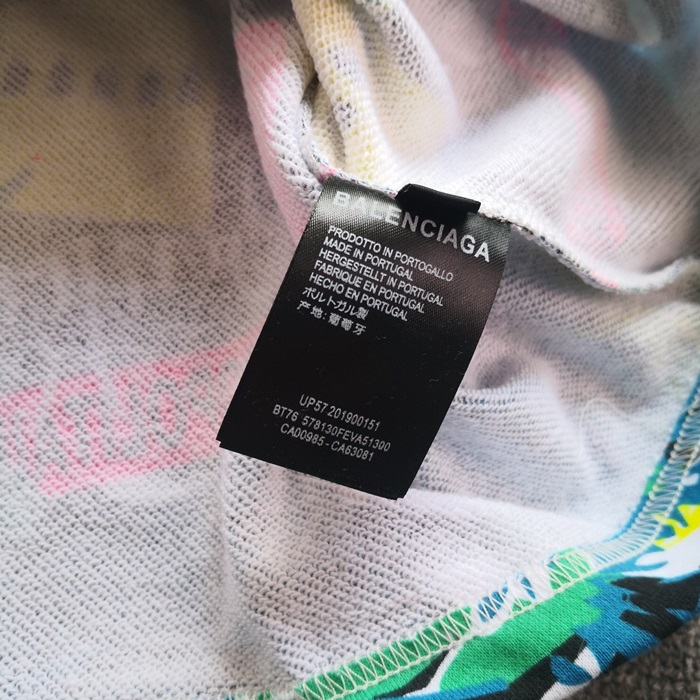 BALENCIAGA
PRODOTTO IN PORTOGALLO
MADE IN PORTUGAL
HERGESTELLT IN PORTUGAL
FABRIQUE EN PORTUGAL
HECHO EN PORTUGAL
ポルトガル製
产地: 葡萄牙
UP57 201900151
BT76 578130FEVA51300
CA00985 - CA63081